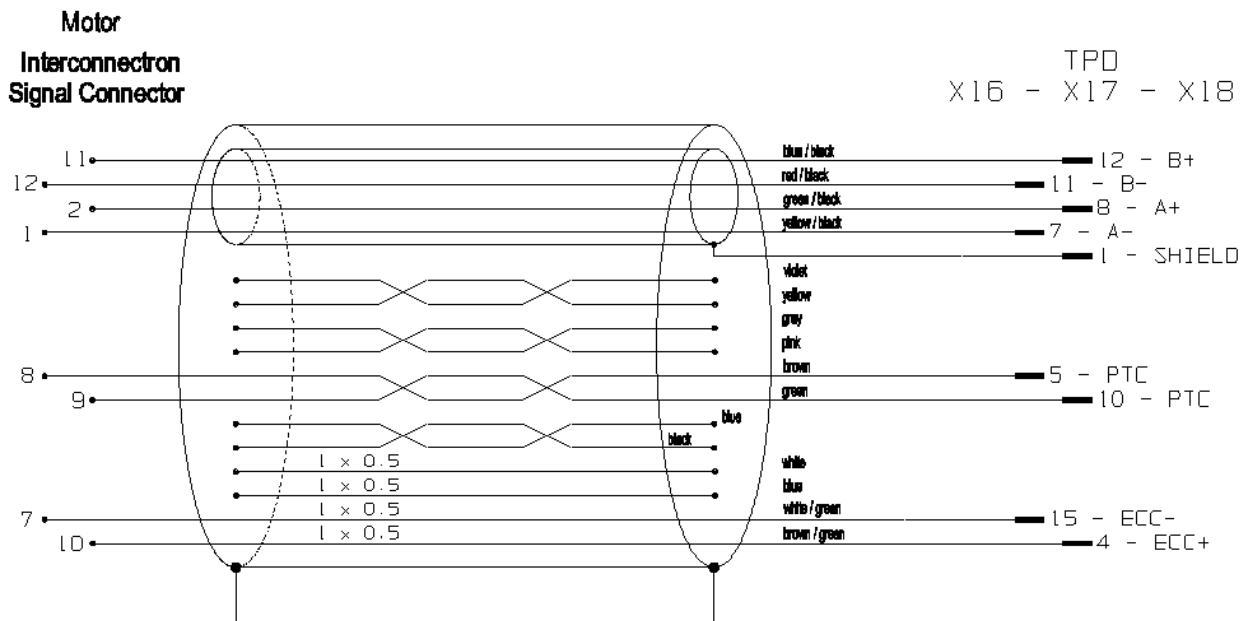 Motor
Interconnectron
Signal Connector
TPD
X16 - X17 - X18
11 blue / black 12 - B+
12 red / black 11 - B-
2 green / black 8 - A+
1 yellow / black 7 - A-
1 - SHIELD
violet
yellow
gray
pink
8 brown 5 - PTC
9 green 10 - PTC
blue
black
1 x 0.5 white
1 x 0.5 blue
7 1 x 0.5 white / green 15 - ECC-
10 1 x 0.5 brown / green 4 - ECC+